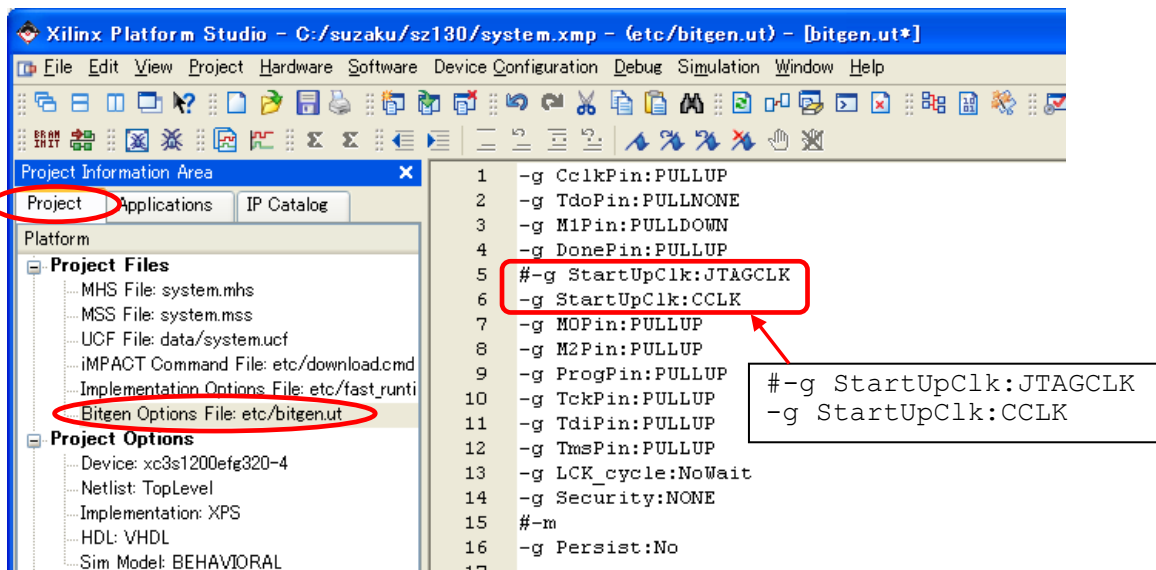 Xilinx Platform Studio - C:/suzaku/sz130/system.xmp - (etc/bitgen.ut) - [bitgen.ut*]
File Edit View Project Hardware Software Device Configuration Debug Simulation Window Help
BRAM
INIT
Project Information Area
Project Applications IP Catalog
Platform
Project Files
MHS File: system.mhs
MSS File: system.mss
UCF File: data/system.ucf
iMPACT Command File: etc/download.cmd
Implementation Options File: etc/fast_runti
Bitgen Options File: etc/bitgen.ut
Project Options
Device: xc3s1200efg320-4
Netlist: TopLevel
Implementation: XPS
HDL: VHDL
Sim Model: BEHAVIORAL
1 -g CclkPin:PULLUP
2 -g TdoPin:PULLNONE
3 -g M1Pin:PULLDOWN
4 -g DonePin:PULLUP
5 #-g StartUpClk:JTAGCLK
6 -g StartUpClk:CCLK
7 -g M0Pin:PULLUP
8 -g M2Pin:PULLUP
9 -g ProgPin:PULLUP
10 -g TckPin:PULLUP
11 -g TdiPin:PULLUP
12 -g TmsPin:PULLUP
13 -g LCK_cycle:NoWait
14 -g Security:NONE
15 #-m
16 -g Persist:No
#-g StartUpClk:JTAGCLK
-g StartUpClk:CCLK